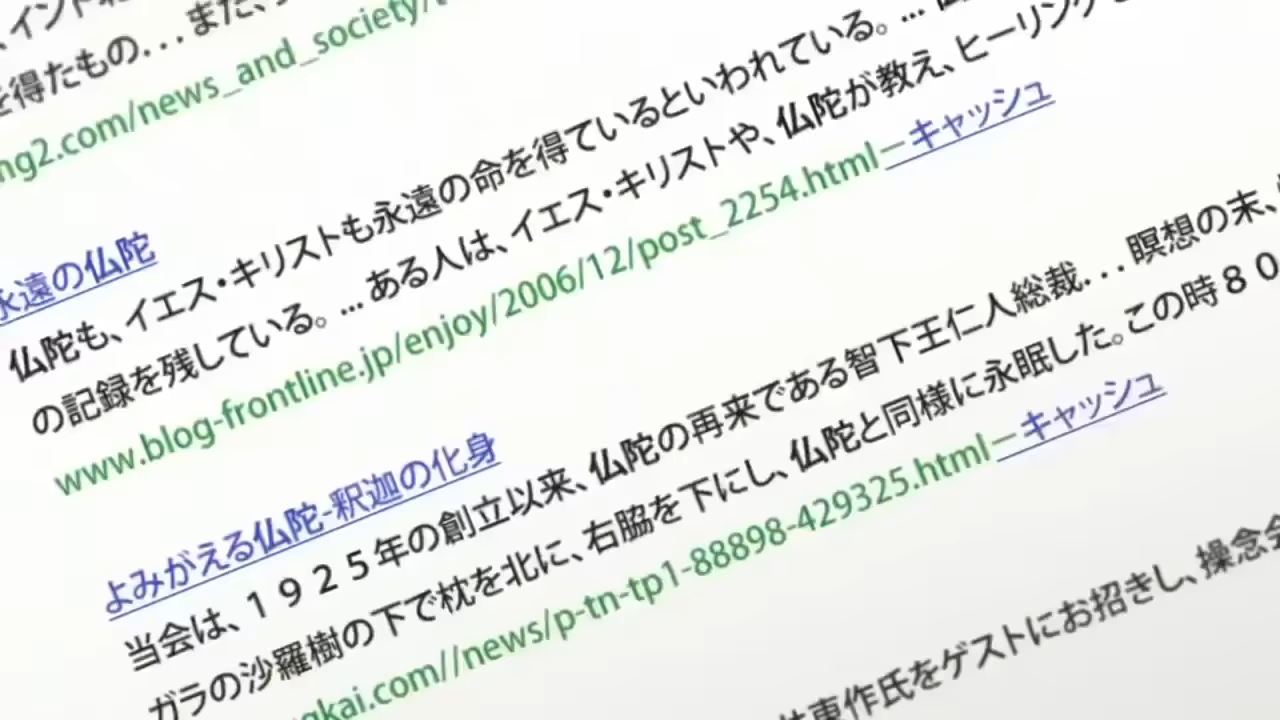 を得たもの... また、
ng2.com/news_and_society/
永遠の仏陀
仏陀も、イエス・キリストも永遠の命を得ているといわれている。...
の記録を残している。... ある人は、イエス・キリストや、仏陀が教え、ヒーリング
www.blog-frontline.jp/enjoy/2006/12/post_2254.html－キャッシュ
よみがえる仏陀-釈迦の化身
当会は、１９２５年の創立以来、仏陀の再来である智下王仁人総裁... 瞑想の末、
ガラの沙羅樹の下で枕を北に、右脇を下にし、仏陀と同様に永眠した。この時８０
gkai.com//news/p-tn-tp1-88898-429325.html－キャッシュ
東作氏をゲストにお招きし、操念会